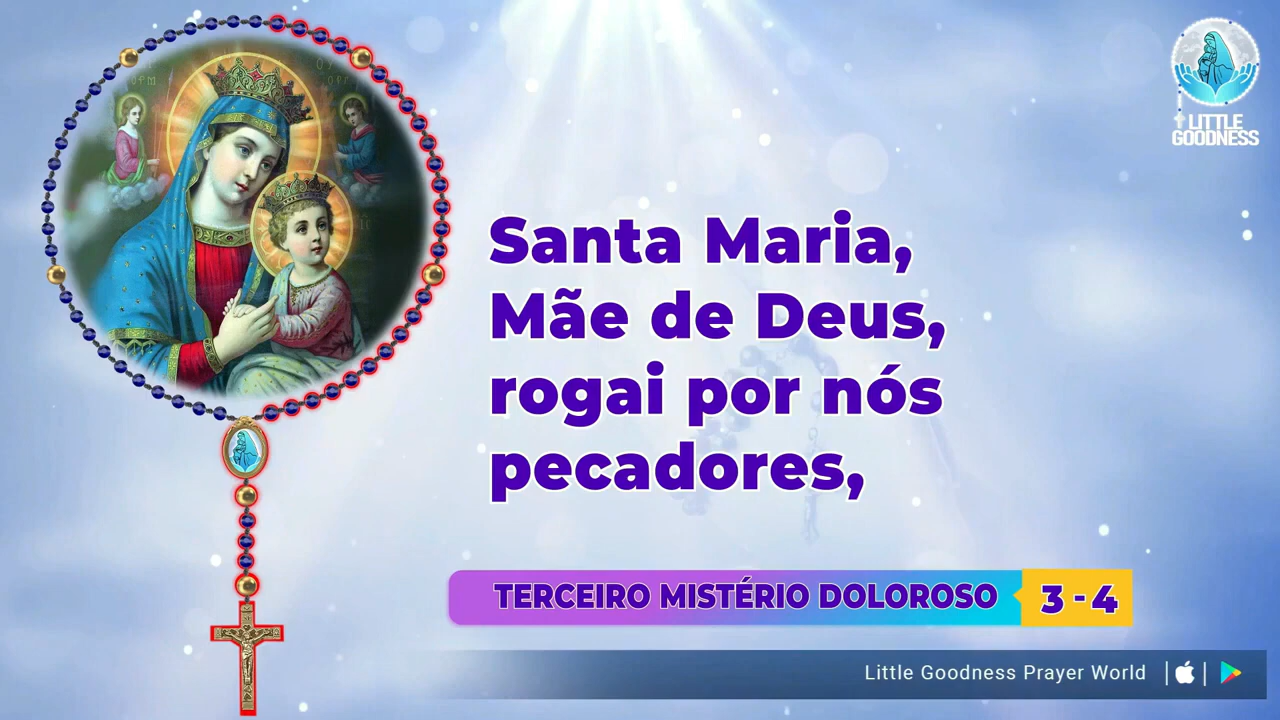 LITTLE
GOODNESS
Santa Maria,
Mãe de Deus,
rogai por nós
pecadores,
TERCEIRO MISTÉRIO DOLOROSO 3 - 4
Little Goodness Prayer World